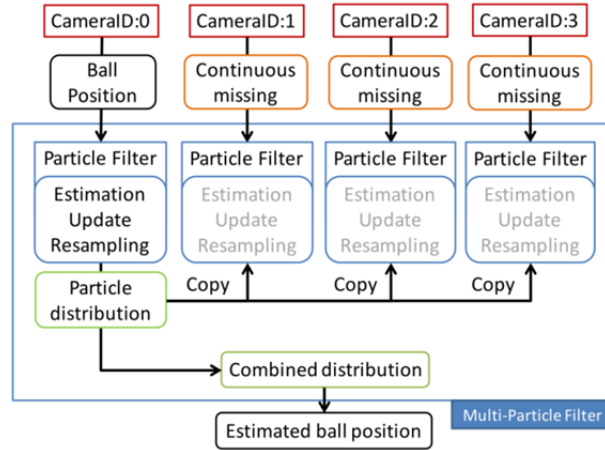 CameraID:0
CameraID:1
CameraID:2
CameraID:3
Ball
Position
Continuous
missing
Continuous
missing
Continuous
missing
Particle Filter
Estimation
Update
Resampling
Particle Filter
Estimation
Update
Resampling
Particle Filter
Estimation
Update
Resampling
Particle Filter
Estimation
Update
Resampling
Particle
distribution
Copy
Copy
Copy
Combined distribution
Multi-Particle Filter
Estimated ball position